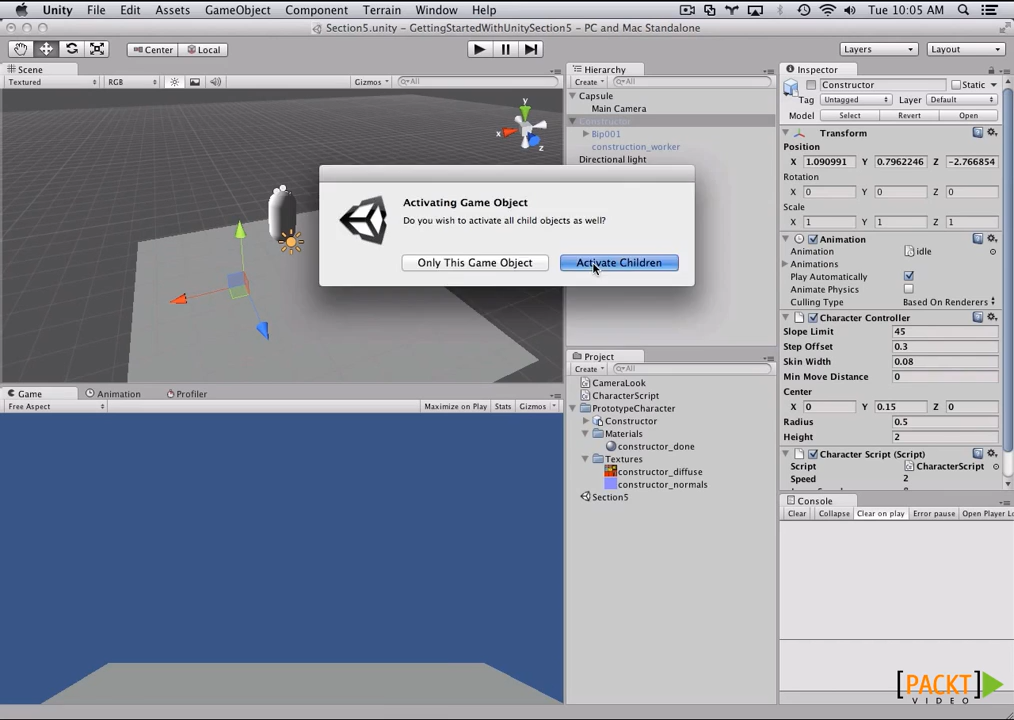 Unity File Edit Assets GameObject Component Terrain Window Help Tue 10:05 AM
Section5.unity - GettingStartedWithUnitySection5 - PC and Mac Standalone
Center Local Layers Layout
Scene
Textured RGB Gizmos All
y
x
z
Hierarchy
Create All
Capsule
Main Camera
Constructor
Bip001
construction_worker
Directional light
Activating Game Object
Do you wish to activate all child objects as well?
Only This Game Object Activate Children
Project
Create All
CameraLook
CharacterScript
PrototypeCharacter
Constructor
Materials
constructor_done
Textures
constructor_diffuse
constructor_normals
Section5
Inspector
Constructor Static
Tag Untagged Layer Default
Model Select Revert Open
Transform
Position
X 1.090991 Y 0.7962246 Z -2.766854
Rotation
X 0 Y 0 Z 0
Scale
X 1 Y 1 Z 1
Animation
Animation idle
Animations
Play Automatically
Animate Physics
Culling Type Based On Renderers
Character Controller
Slope Limit 45
Step Offset 0.3
Skin Width 0.08
Min Move Distance 0
Center
X 0 Y 0.15 Z 0
Radius 0.5
Height 2
Character Script (Script)
Script CharacterScript
Speed 2
Console
Clear Collapse Clear on play Error pause Open Player Lo
Game Animation Profiler
Free Aspect Maximize on Play Stats Gizmos
[PACKT]
VIDEO